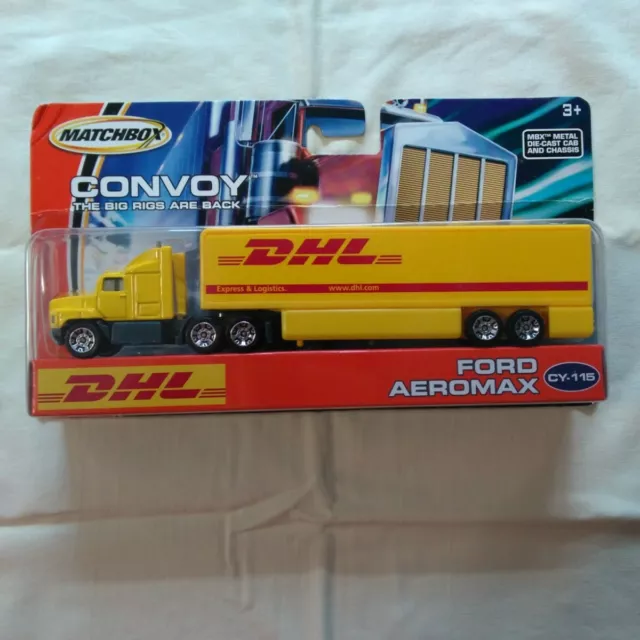 MATCHBOX
CONVOY™
THE BIG RIGS ARE BACK
3+
MBX™ METAL
DIE-CAST CAB
AND CHASSIS
DHL
Express & Logistics.
www.dhl.com
DHL
FORD
AEROMAX
CY-115